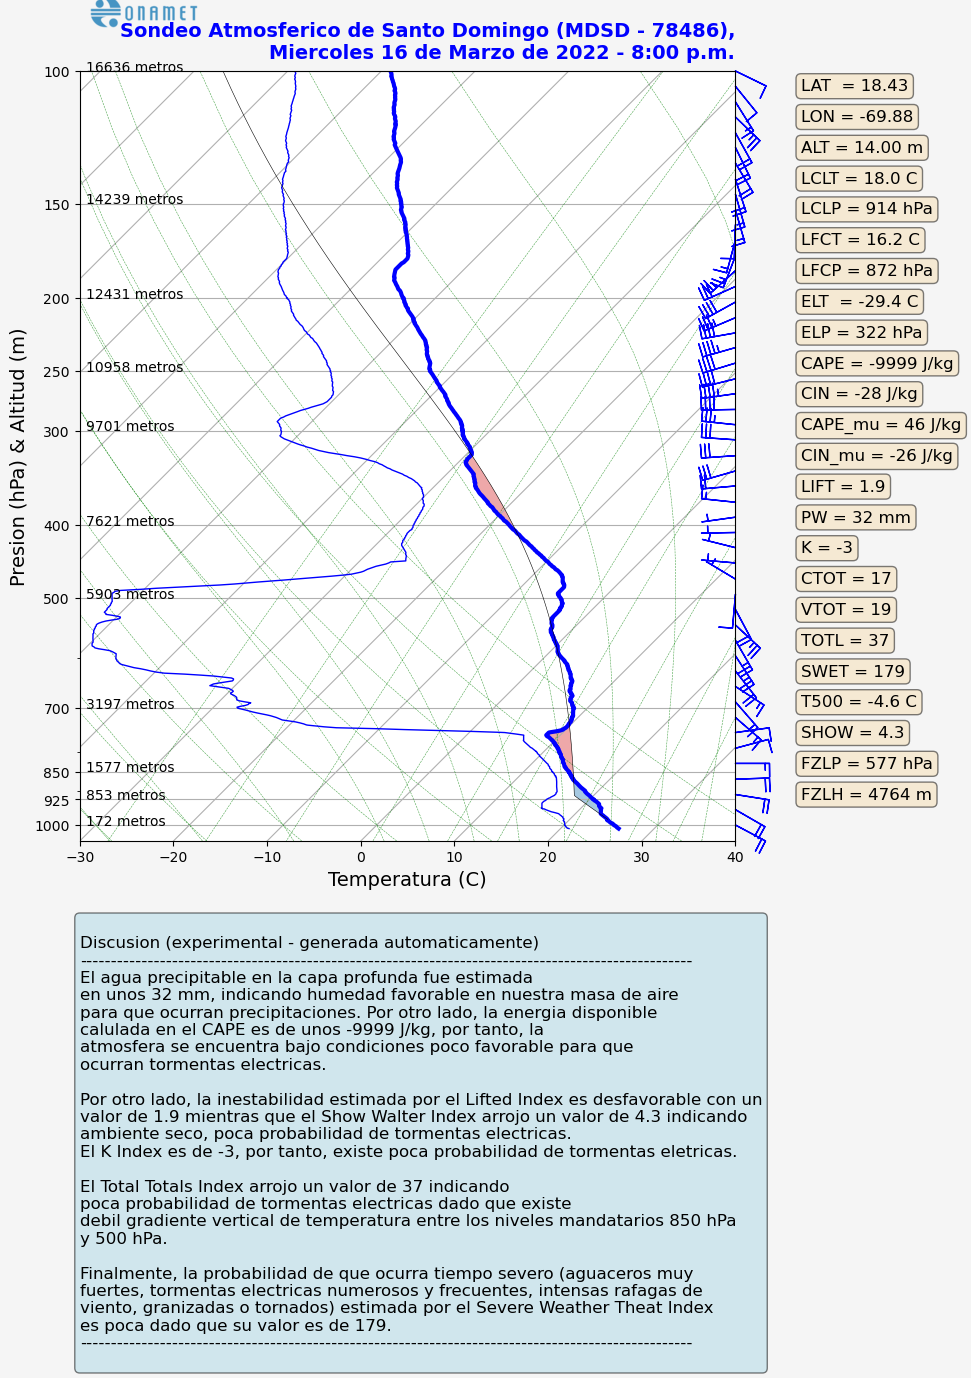 ONAMET
Sondeo Atmosferico de Santo Domingo (MDSD - 78486),
Miercoles 16 de Marzo de 2022 - 8:00 p.m.
Presion (hPa) & Altitud (m)
100
150
200
250
300
400
500
700
850
925
1000
16636 metros
14239 metros
12431 metros
10958 metros
9701 metros
7621 metros
5903 metros
3197 metros
1577 metros
853 metros
172 metros
−30
−20
−10
0
10
20
30
40
Temperatura (C)
LAT = 18.43
LON = -69.88
ALT = 14.00 m
LCLT = 18.0 C
LCLP = 914 hPa
LFCT = 16.2 C
LFCP = 872 hPa
ELT = -29.4 C
ELP = 322 hPa
CAPE = -9999 J/kg
CIN = -28 J/kg
CAPE_mu = 46 J/kg
CIN_mu = -26 J/kg
LIFT = 1.9
PW = 32 mm
K = -3
CTOT = 17
VTOT = 19
TOTL = 37
SWET = 179
T500 = -4.6 C
SHOW = 4.3
FZLP = 577 hPa
FZLH = 4764 m
Discusion (experimental - generada automaticamente)
----------------------------------------------------------------------------------------------------
El agua precipitable en la capa profunda fue estimada
en unos 32 mm, indicando humedad favorable en nuestra masa de aire
para que ocurran precipitaciones. Por otro lado, la energia disponible
calulada en el CAPE es de unos -9999 J/kg, por tanto, la
atmosfera se encuentra bajo condiciones poco favorable para que
ocurran tormentas electricas.
Por otro lado, la inestabilidad estimada por el Lifted Index es desfavorable con un
valor de 1.9 mientras que el Show Walter Index arrojo un valor de 4.3 indicando
ambiente seco, poca probabilidad de tormentas electricas.
El K Index es de -3, por tanto, existe poca probabilidad de tormentas eletricas.
El Total Totals Index arrojo un valor de 37 indicando
poca probabilidad de tormentas electricas dado que existe
debil gradiente vertical de temperatura entre los niveles mandatarios 850 hPa
y 500 hPa.
Finalmente, la probabilidad de que ocurra tiempo severo (aguaceros muy
fuertes, tormentas electricas numerosos y frecuentes, intensas rafagas de
viento, granizadas o tornados) estimada por el Severe Weather Theat Index
es poca dado que su valor es de 179.
----------------------------------------------------------------------------------------------------